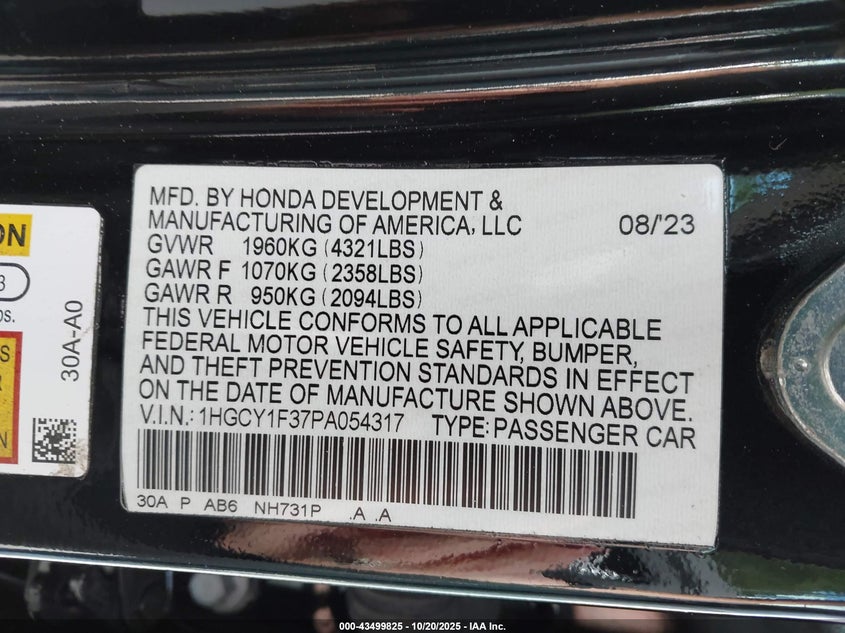 MFD. BY HONDA DEVELOPMENT &
MANUFACTURING OF AMERICA, LLC 08/'23
GVWR 1960KG (4321LBS)
GAWR F 1070KG (2358LBS)
GAWR R 950KG (2094LBS)
THIS VEHICLE CONFORMS TO ALL APPLICABLE
FEDERAL MOTOR VEHICLE SAFETY, BUMPER,
AND THEFT PREVENTION STANDARDS IN EFFECT
ON THE DATE OF MANUFACTURE SHOWN ABOVE.
V.I.N.: 1HGCY1F37PA054317 TYPE: PASSENGER CAR
30A P AB6 NH731P .A .A
ON
3
os.
S
R
N
30A-A0
000-43499825 | 10/20/2025 - IAA Inc.